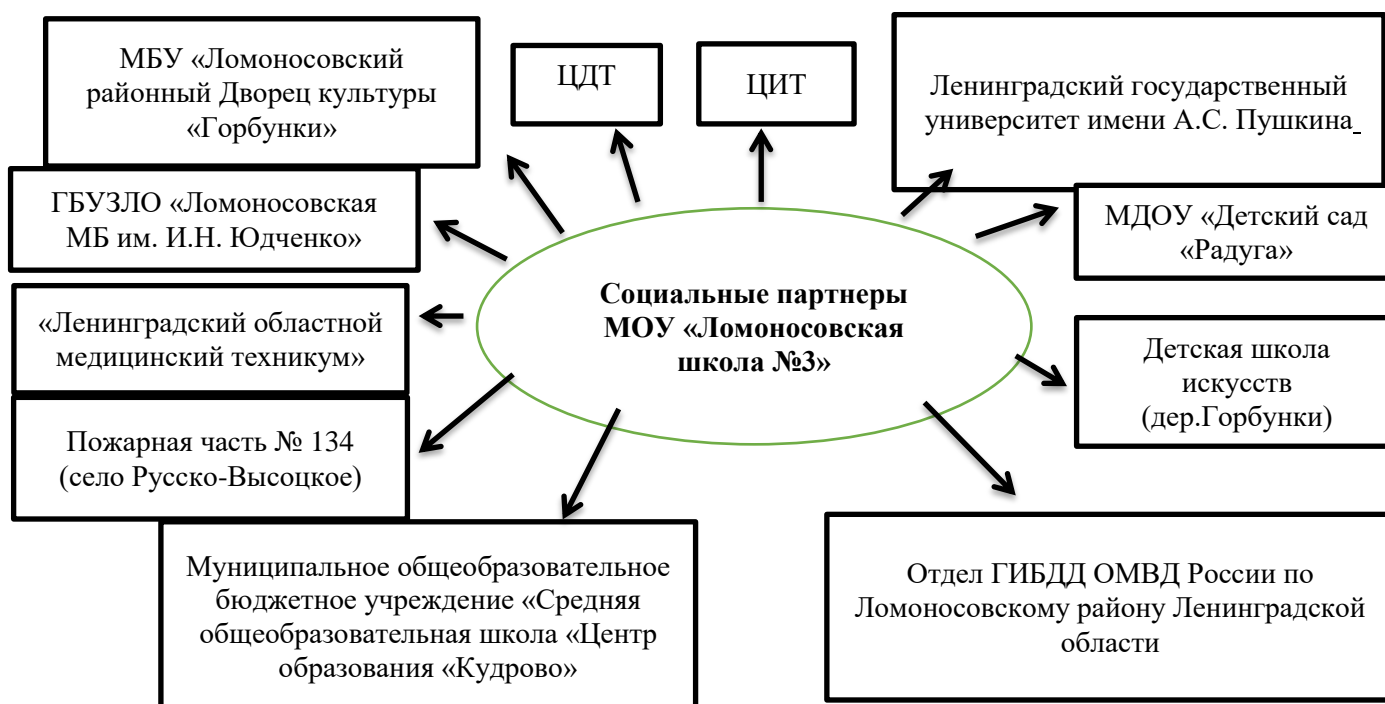 МБУ «Ломоносовский
районный Дворец культуры
«Горбунки»
ЦДТ
ЦИТ
Ленинградский государственный
университет имени А.С. Пушкина
ГБУЗЛО «Ломоносовская
МБ им. И.Н. Юдченко»
МДОУ «Детский сад
«Радуга»
Социальные партнеры
МОУ «Ломоносовская
школа №3»
«Ленинградский областной
медицинский техникум»
Детская школа
искусств
(дер.Горбунки)
Пожарная часть № 134
(село Русско-Высоцкое)
Муниципальное общеобразовательное
бюджетное учреждение «Средняя
общеобразовательная школа «Центр
образования «Кудрово»
Отдел ГИБДД ОМВД России по
Ломоносовскому району Ленинградской
области